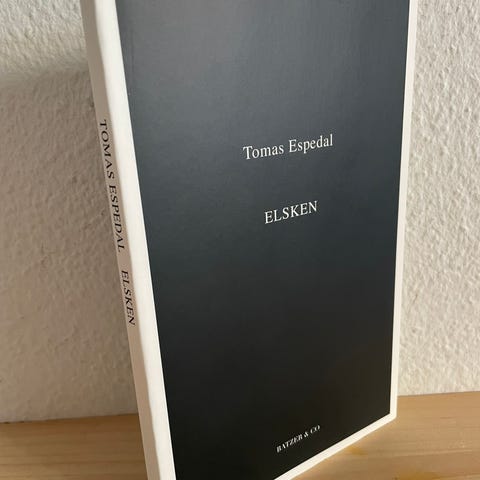 TOMAS ESPEDAL ELSKEN
Tomas Espedal
ELSKEN
BATZER & CO